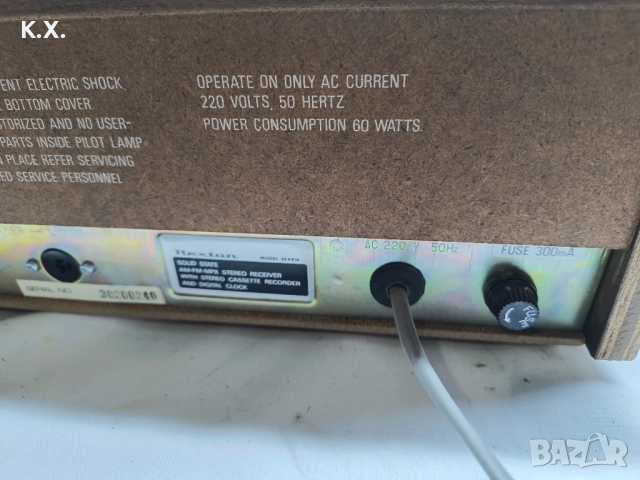 K.X.
ENT ELECTRIC SHOCK
BOTTOM COVER
TORIZED AND NO USER-
PARTS INSIDE PILOT LAMP
PLACE REFER SERVICING
ED SERVICE PERSONNEL
OPERATE ON ONLY AC CURRENT
220 VOLTS, 50 HERTZ
POWER CONSUMPTION 60 WATTS.
Rexton
MODEL
SOLID STATE
AM-FM-MPX STEREO RECEIVER
WITH STEREO CASSETTE RECORDER
AND DIGITAL CLOCK
SERIAL NO.
AC 220 V 50Hz
FUSE 300mA
FUSE
BAZAR